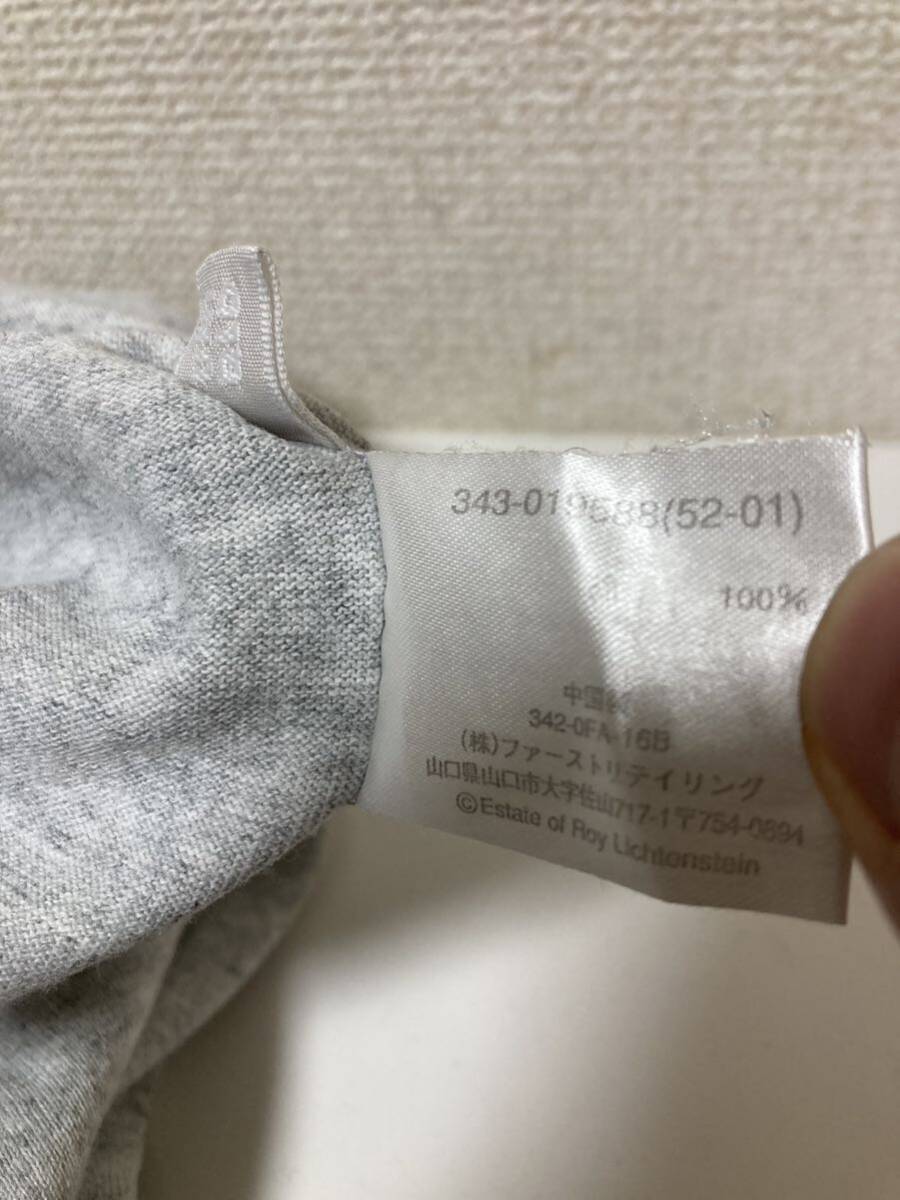 343-019688(52-01)
100%
中国製
342-0FA-16B
(株)ファーストリテイリング
山口県山口市大字佐山717-1〒754-0894
©Estate of Roy Lichtenstein